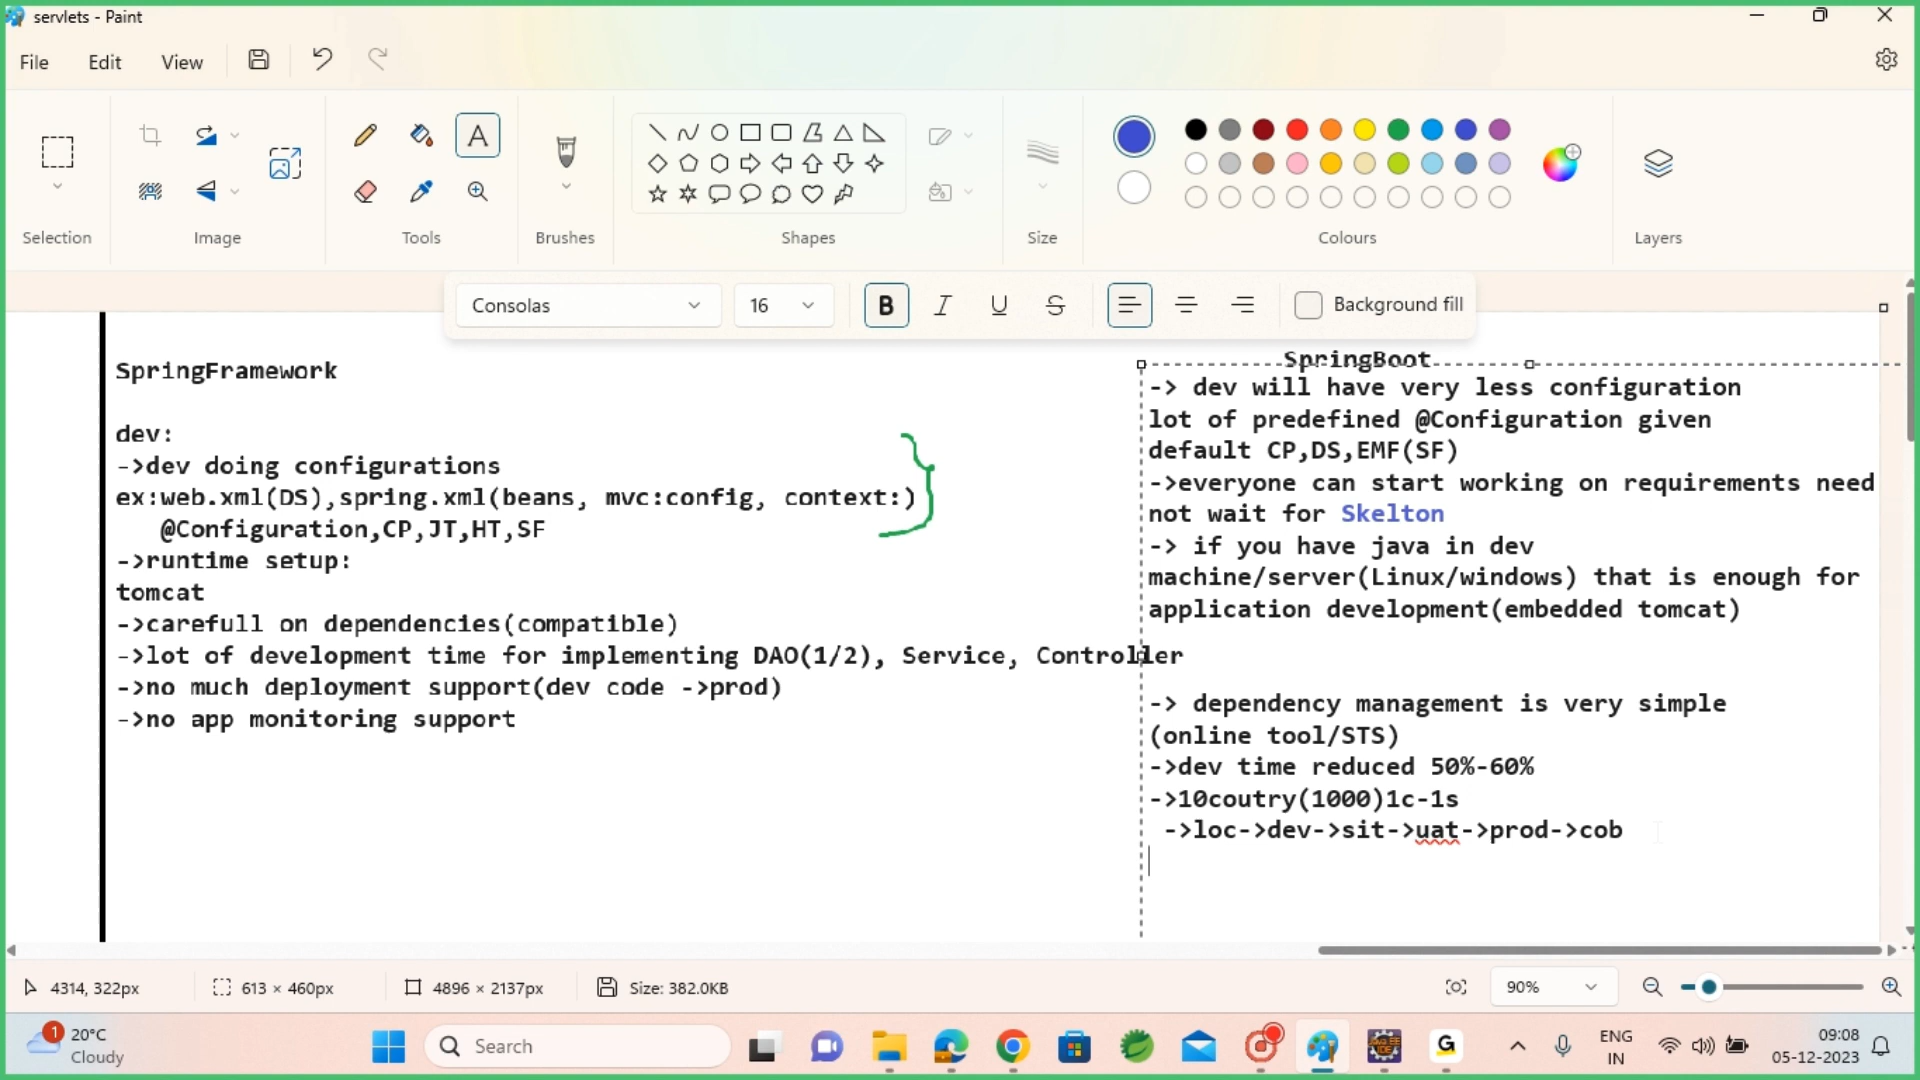 servlets - Paint
File Edit View
Selection Image Tools Brushes Shapes Size Colours Layers
Consolas 16 B I U S Background fill
SpringFramework
dev:
->dev doing configurations
ex:web.xml(DS),spring.xml(beans, mvc:config, context:)
@Configuration,CP,JT,HT,SF
->runtime setup:
tomcat
->carefull on dependencies(compatible)
->lot of development time for implementing DAO(1/2), Service, Controller
->no much deployment support(dev code ->prod)
->no app monitoring support
SpringBoot
-> dev will have very less configuration
lot of predefined @Configuration given
default CP,DS,EMF(SF)
->everyone can start working on requirements need
not wait for Skelton
-> if you have java in dev
machine/server(Linux/windows) that is enough for
application development(embedded tomcat)
-> dependency management is very simple
(online tool/STS)
->dev time reduced 50%-60%
->10coutry(1000)1c-1s
->loc->dev->sit->uat->prod->cob
4314, 322px 613 × 460px 4896 × 2137px Size: 382.0KB 90%
1 20°C
Cloudy
Search
G
ENG
IN
09:08
05-12-2023